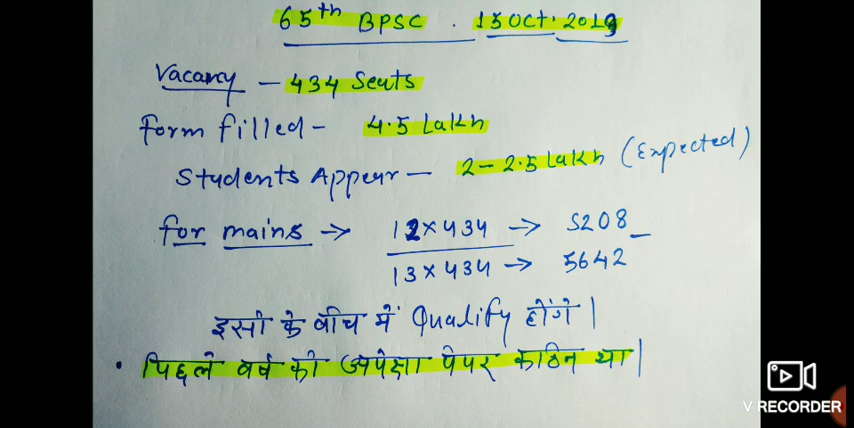 65th BPSC . 15 Oct. 2019
Vacancy – 434 Seats
form filled – 4.5 Lakh
Students Appear – 2 – 2.5 Lakh (Expected)
for mains → 12 × 434 → 5208
13 × 434 → 5642
इसी के बीच में Qualify होंगे |
• पिछले वर्ष की अपेक्षा पेपर कठिन था |
V RECORDER